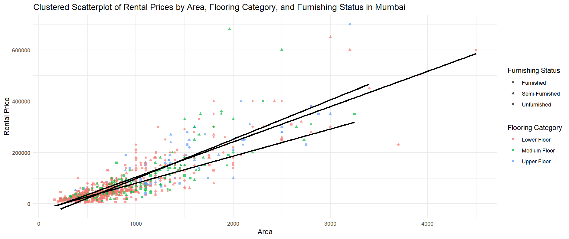 Clustered Scatterplot of Rental Prices by Area, Flooring Category, and Furnishing Status in Mumbai
Rental Price
600000
400000
200000
0
0
1000
2000
3000
4000
Area
Furnishing Status
Furnished
Semi-Furnished
Unfurnished
Flooring Category
Lower Floor
Medium Floor
Upper Floor